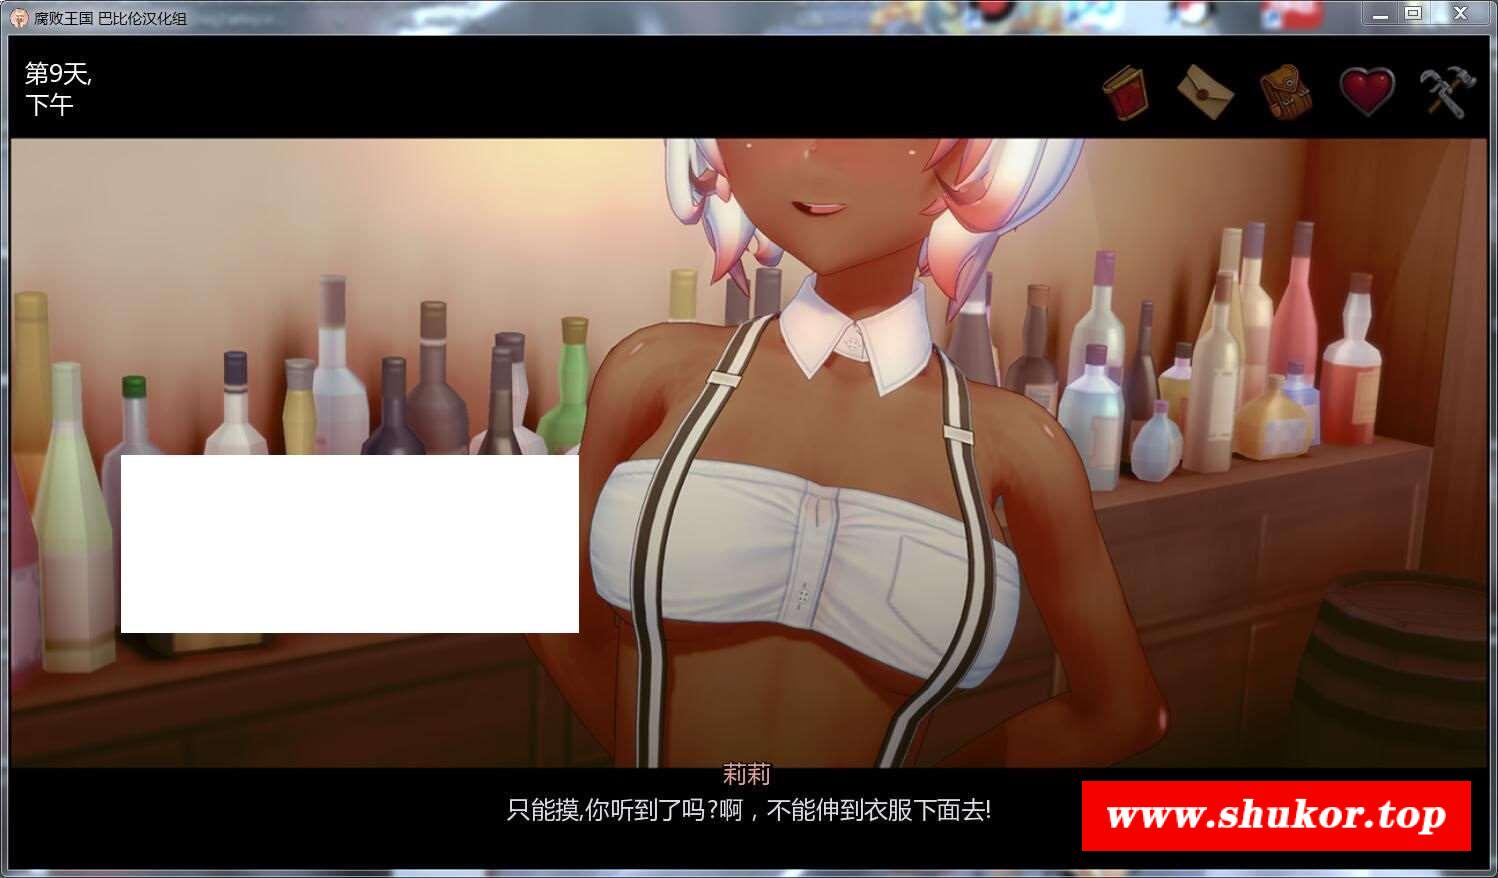 腐败王国 巴比伦汉化组
第9天,
下午
莉莉
只能摸,你听到了吗?啊，不能伸到衣服下面去!
www.shukor.top